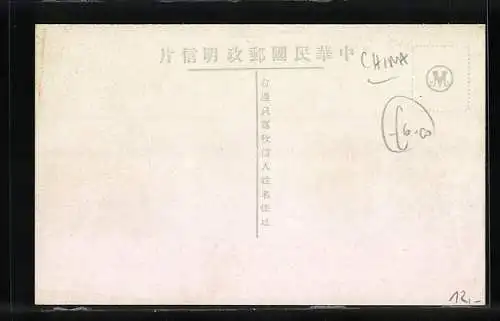 中華民國郵政明信片
CHINA
M
右邊只寫收信人姓名住址
£6.00
12,-